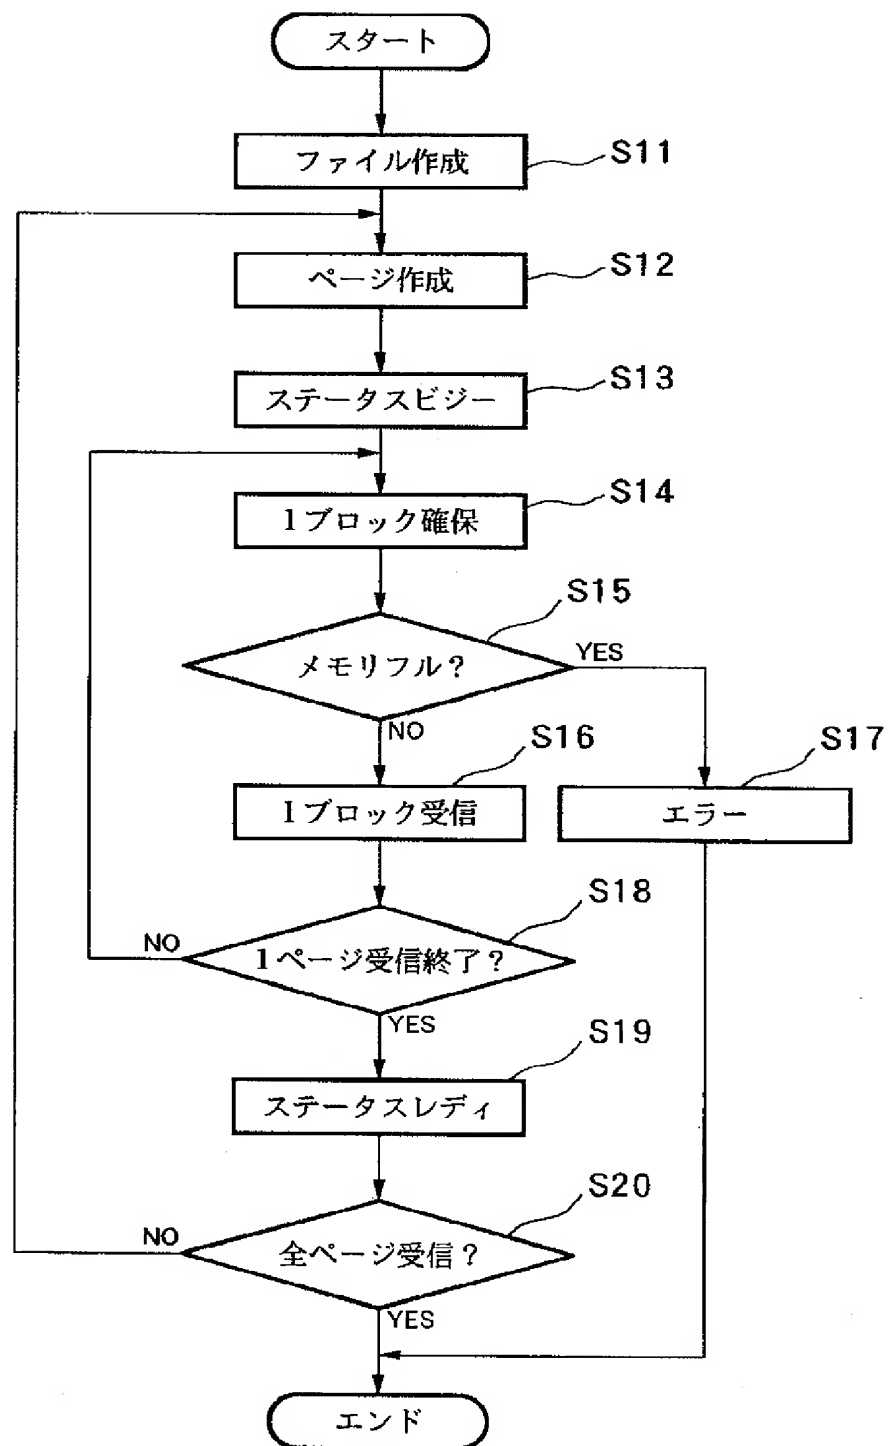 スタート
ファイル作成
S11
ページ作成
S12
ステータスビジー
S13
1ブロック確保
S14
S15
メモリフル？
YES
NO
S16
S17
1ブロック受信
エラー
S18
NO
1ページ受信終了？
YES
S19
ステータスレディ
S20
NO
全ページ受信？
YES
エンド